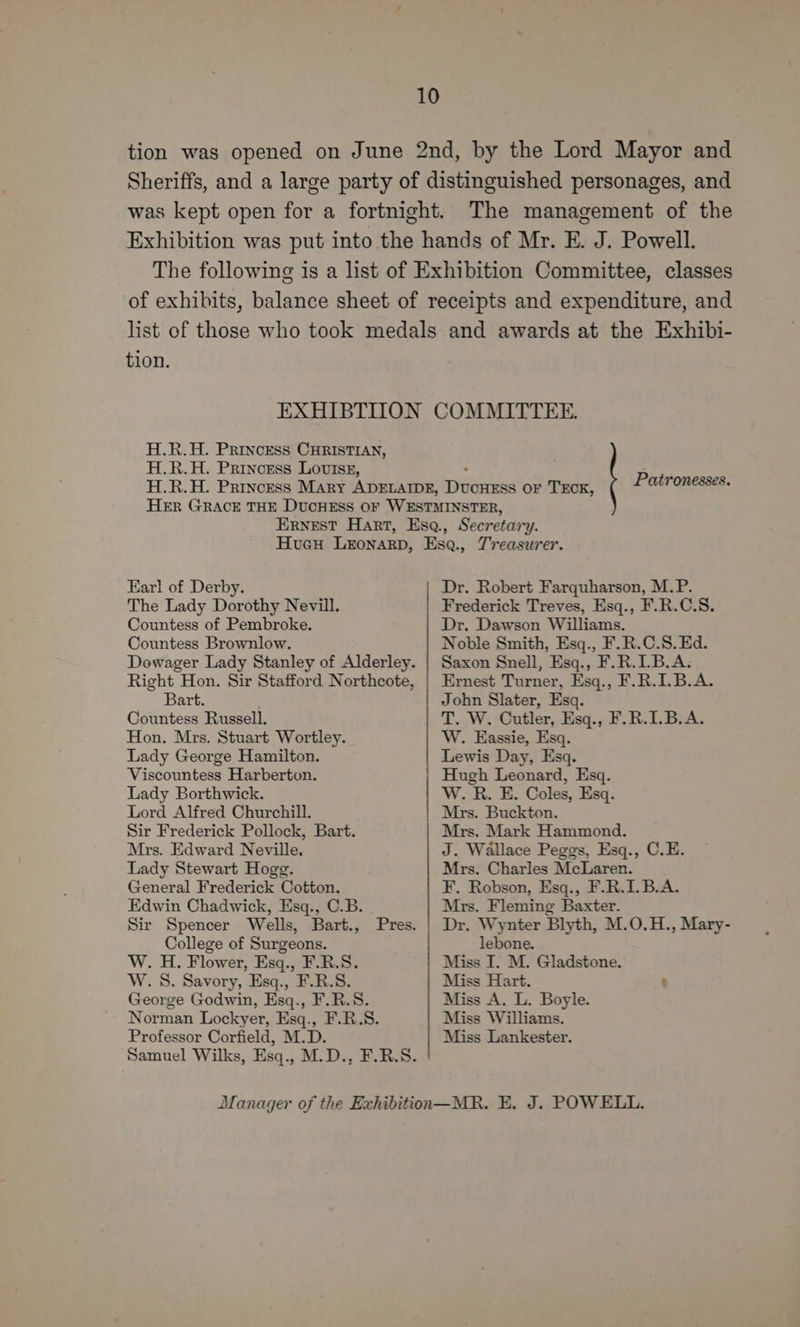 10
tion was opened on June 2nd, by the Lord Mayor and
Sheriffs, and a large party of distinguished personages, and
was kept open for a fortnight. The management of the
Exhibition was put into the hands of Mr. E. J. Powell.
The following is a list of Exhibition Committee, classes
of exhibits, balance sheet of receipts and expenditure, and
list of those who took medals and awards at the Exhibi-
tion.
EXHIBTIION COMMITTEE.
H.R.H. Princess Christian,
H.R.H. Princess Louise,
H.R.H. Princess Mary Adelaide, Duchess of Teck,
Her Grace the Duchess of Westminster,
Patronesses.
Ernest Hart, Esq., Secretary.
Hugh Leonard, Esq., Treasurer.
Earl of Derby.
The Lady Dorothy Nevill.
Countess of Pembroke.
Countess Brownlow.
Dowager Lady Stanley of Alderley.
Right Hon. Sir Stafford Northcote,
Bart.
Countess Russell.
Hon. Mrs. Stuart Wortley.
Lady George Hamilton.
Viscountess Harberton.
Lady Borthwick.
Lord Alfred Churchill.
Sir Frederick Pollock, Bart.
Mrs. Edward Neville.
Lady Stewart Hogg.
General Frederick Cotton.
Edwin Chadwick, Esq., C.B.
Sir Spencer Wells, Bart., Pres.
College of Surgeons.
W. H. Flower, Esq., F.R.S.
W. S. Savory, Esq., F.R.S.
George Godwin, Esq., F.R.S.
Norman Lockyer, Esq., F.R.S.
Professor Corfield, M.D.
Samuel Wilks, Esq., M.D., F.R.S.
Dr. Robert Farquharson, M.P.
Frederick Treves, Esq., F.R.C.S.
Dr. Dawson Williams.
Noble Smith, Esq., F.R.C.S.Ed.
Saxon Snell, Esq., F.R.I.B.A.
Ernest Turner, Esq., F.R.I.B.A.
John Slater, Esq.
T. W. Cutler, Esq., F.R.I.B.A.
W. Eassie, Esq.
Lewis Day, Esq.
Hugh Leonard, Esq.
W. R. E. Coles, Esq.
Mrs. Buckton.
Mrs. Mark Hammond.
J. Wallace Peggs, Esq., C.E.
Mrs. Charles McLaren.
F. Robson, Esq., F.R.I.B.A.
Mrs. Fleming Baxter.
Dr. Wynter Blyth, M.O.H., Mary-
lebone.
Miss I. M. Gladstone.
Miss Hart.
Miss A. L. Boyle.
Miss Williams.
Miss Lankester.
Manager of the Exhibition—MR. E. J. POWELL.